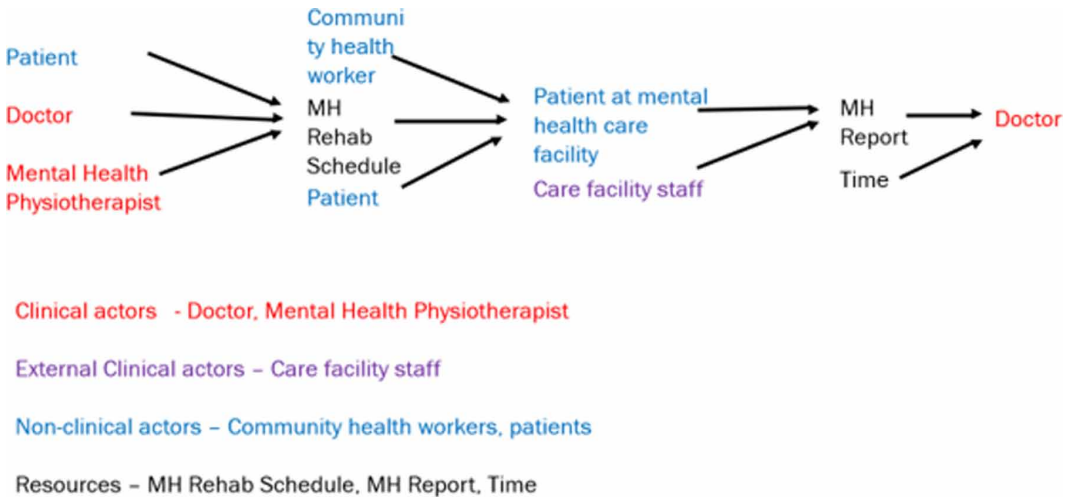 Patient
Doctor
Mental Health
Physiotherapist
Communi
ty health
worker
MH
Rehab
Schedule
Patient
Patient at mental
health care
facility
Care facility staff
MH
Report
Time
Doctor
Clinical actors - Doctor, Mental Health Physiotherapist
External Clinical actors – Care facility staff
Non-clinical actors – Community health workers, patients
Resources – MH Rehab Schedule, MH Report, Time